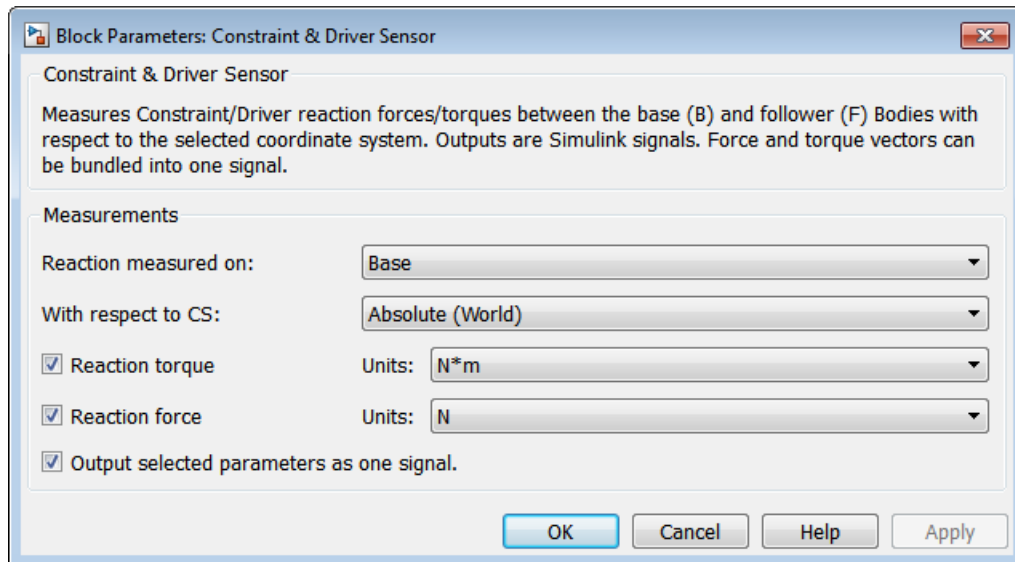 Block Parameters: Constraint & Driver Sensor
Constraint & Driver Sensor
Measures Constraint/Driver reaction forces/torques between the base (B) and follower (F) Bodies with
respect to the selected coordinate system. Outputs are Simulink signals. Force and torque vectors can
be bundled into one signal.
Measurements
Reaction measured on: Base
With respect to CS: Absolute (World)
Reaction torque Units: N*m
Reaction force Units: N
Output selected parameters as one signal.
OK Cancel Help Apply